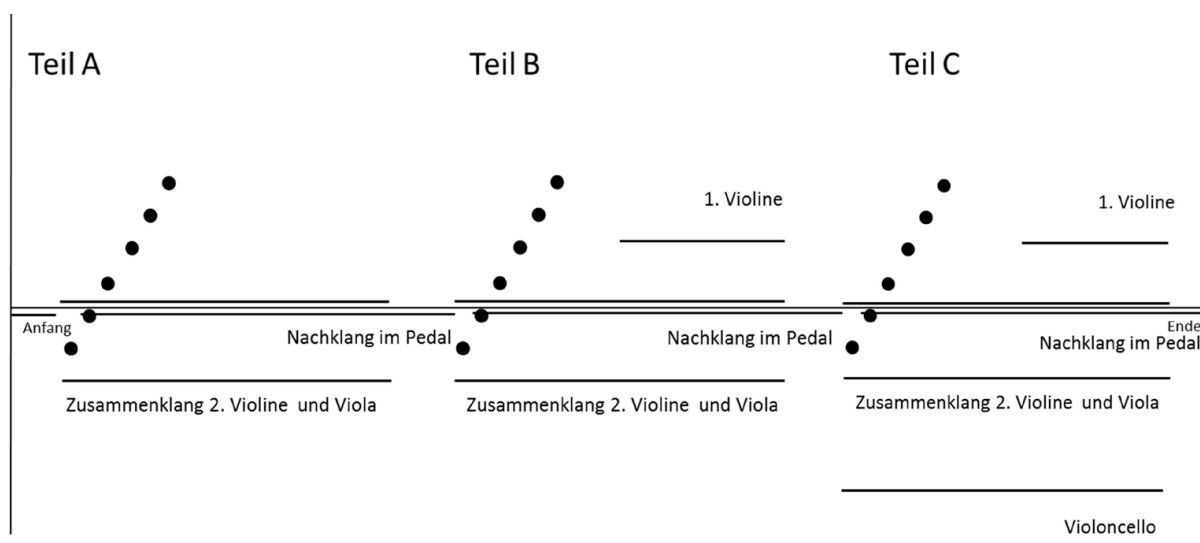 Teil A
Teil B
Teil C
1. Violine
1. Violine
Anfang
Ende
Nachklang im Pedal
Nachklang im Pedal
Nachklang im Pedal
Zusammenklang 2. Violine und Viola
Zusammenklang 2. Violine und Viola
Zusammenklang 2. Violine und Viola
Violoncello